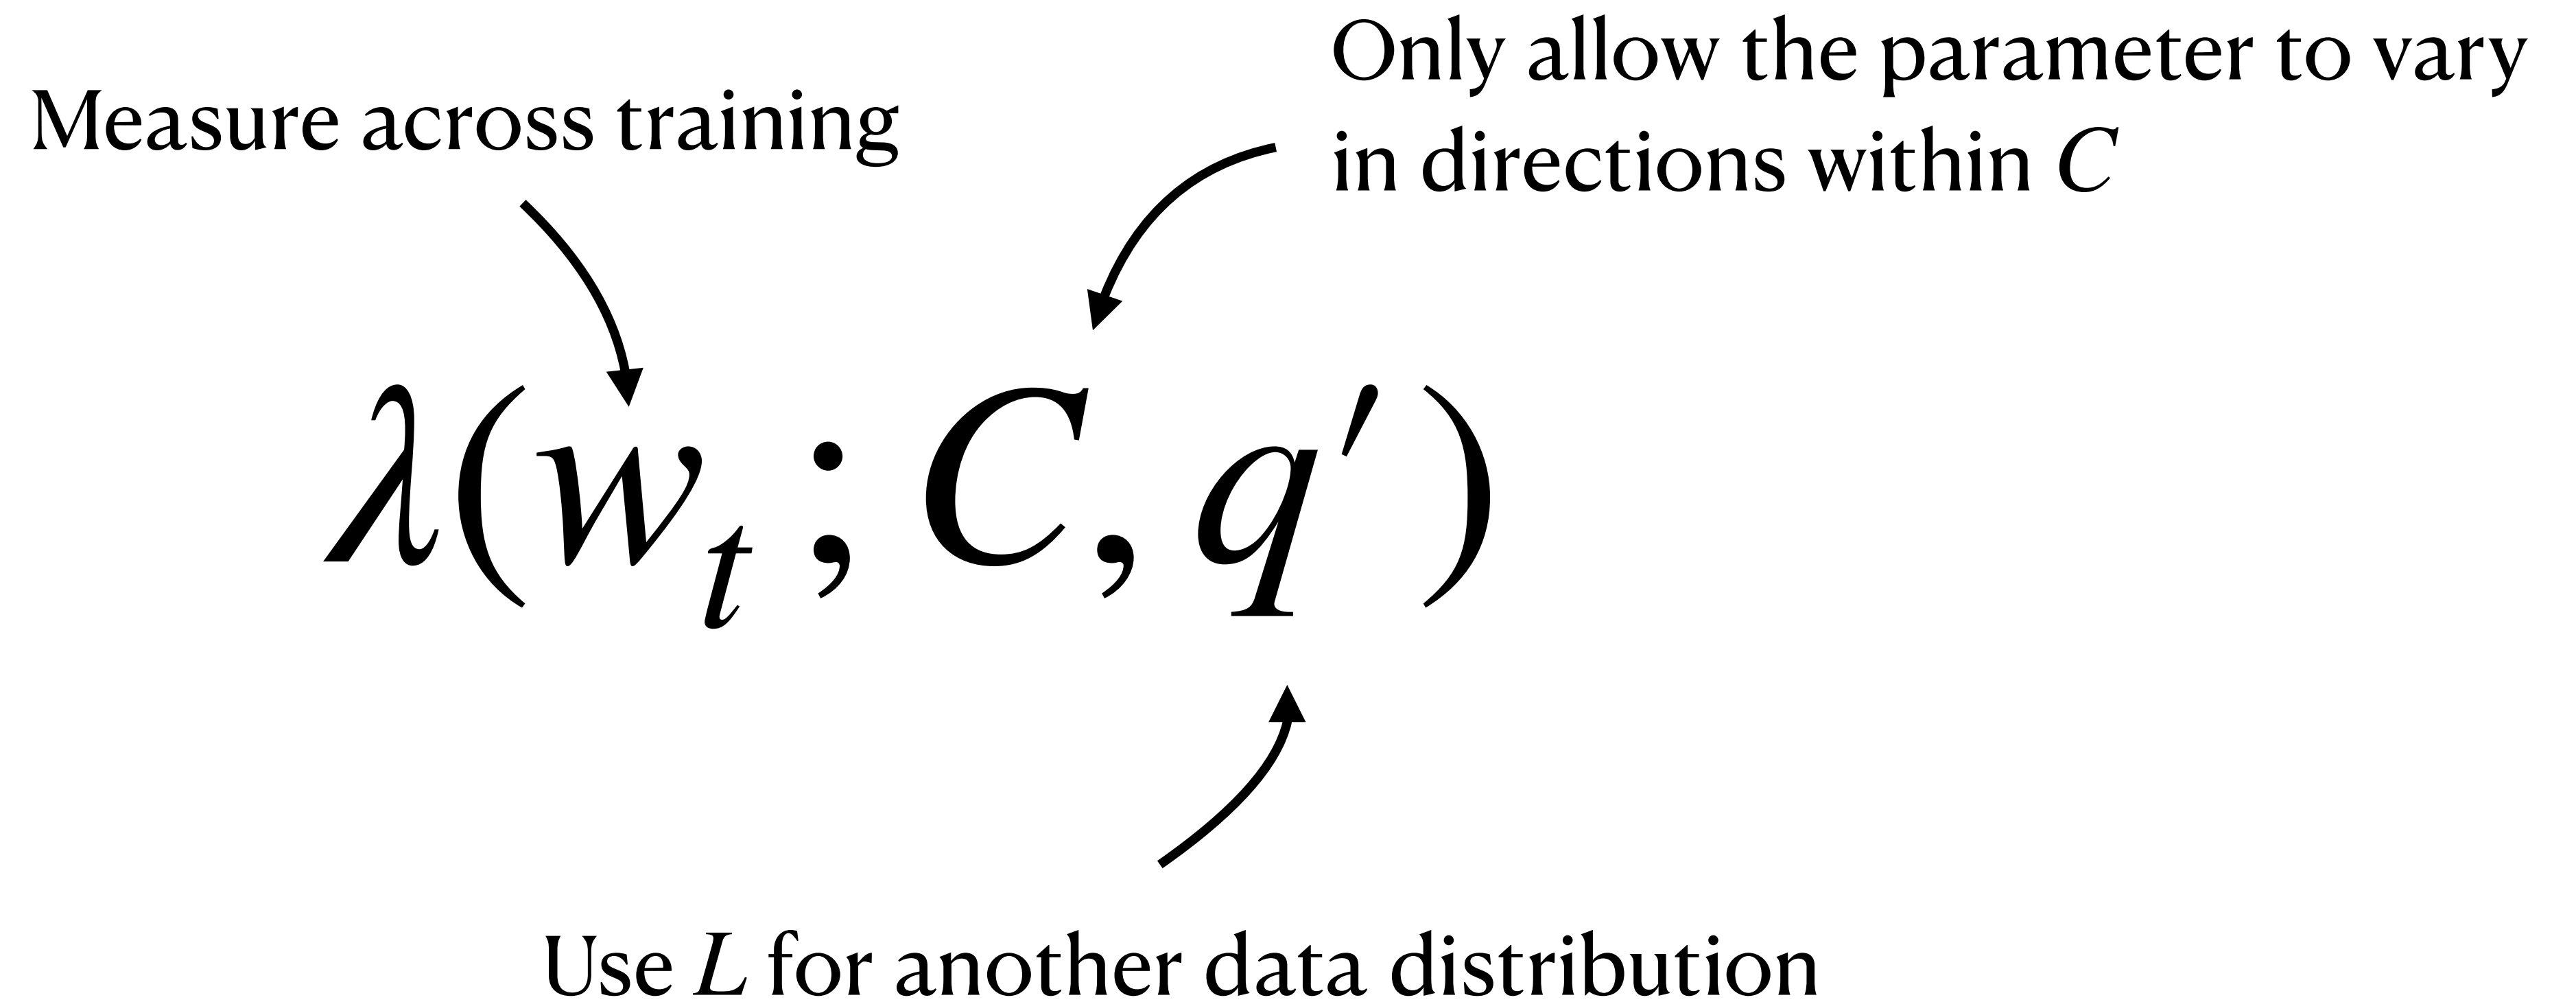 Only allow the parameter to vary
in directions within C
Measure across training
λ(w_t; C, q′)
Use L for another data distribution